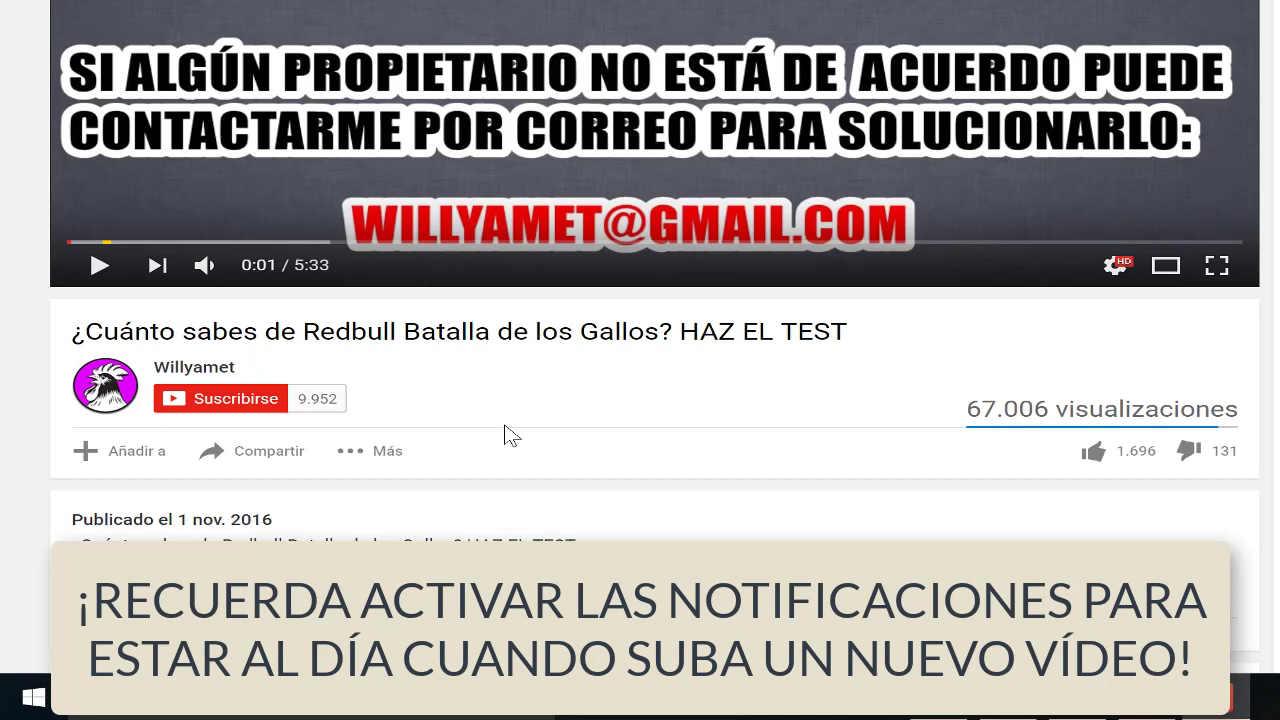 SI ALGÚN PROPIETARIO NO ESTÁ DE ACUERDO PUEDE
CONTACTARME POR CORREO PARA SOLUCIONARLO:
WILLYAMET@GMAIL.COM
0:01 / 5:33
HD
¿Cuánto sabes de Redbull Batalla de los Gallos? HAZ EL TEST
Willyamet
Suscribirse 9.952
67.006 visualizaciones
Añadir a Compartir Más 1.696 131
Publicado el 1 nov. 2016
¡RECUERDA ACTIVAR LAS NOTIFICACIONES PARA
ESTAR AL DÍA CUANDO SUBA UN NUEVO VÍDEO!